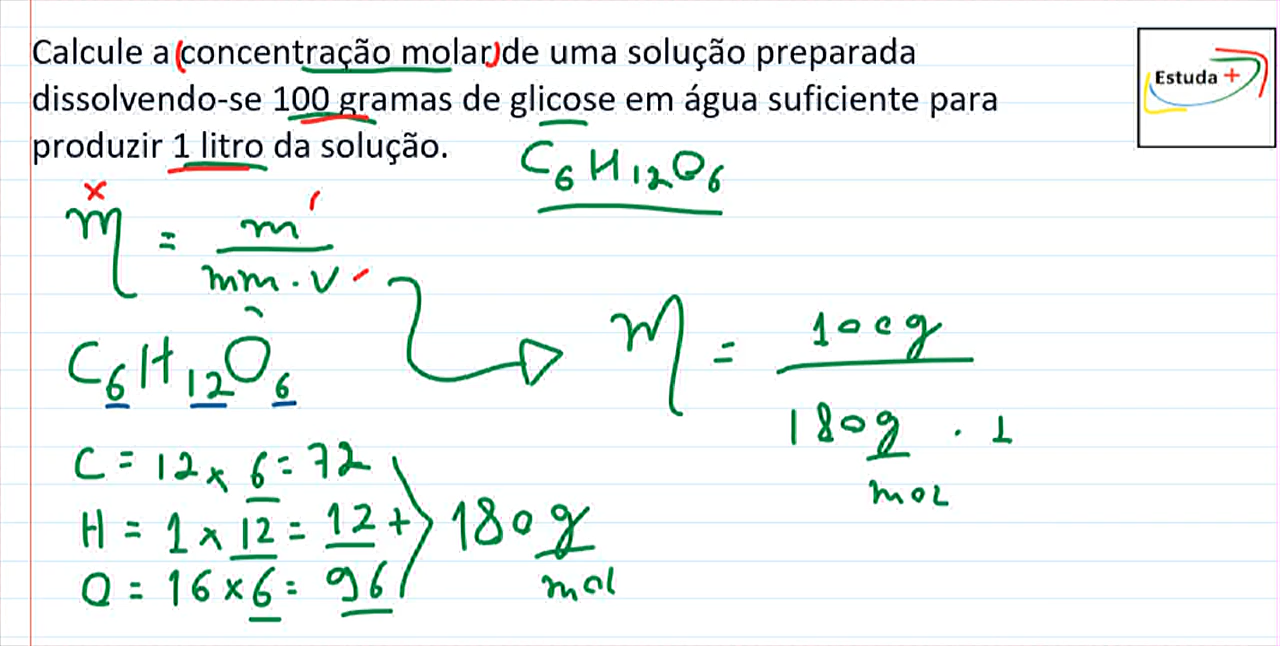 Calcule a (concentração molar) de uma solução preparada
dissolvendo-se 100 gramas de glicose em água suficiente para
produzir 1 litro da solução.
Estuda +
C6H12O6
x
m = m / mm . v
C6H12O6
m = 100g / 180g/mol . 1
C = 12 x 6 = 72
H = 1 x 12 = 12 +
O = 16 x 6 = 96
180 g/mol